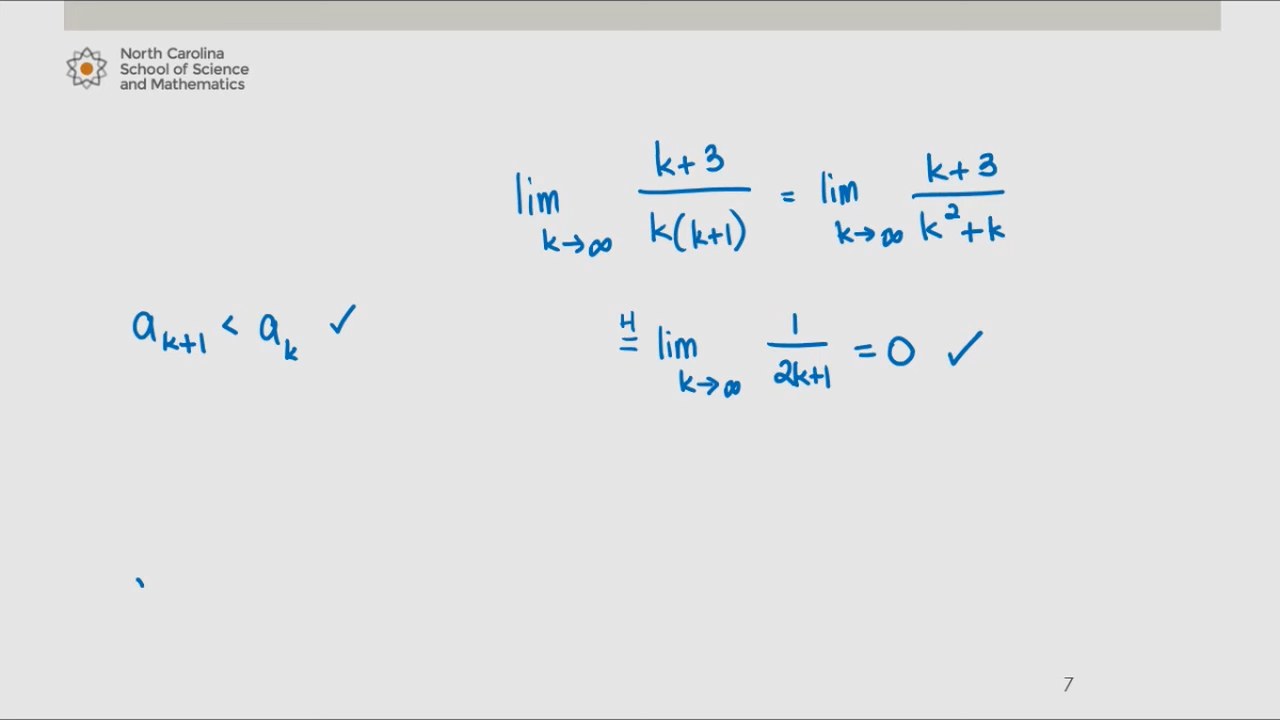 North Carolina
School of Science
and Mathematics
lim k→∞ k+3 / k(k+1) = lim k→∞ k+3 / k²+k
a_{k+1} < a_k ✓
H= lim k→∞ 1 / 2k+1 = 0 ✓
7